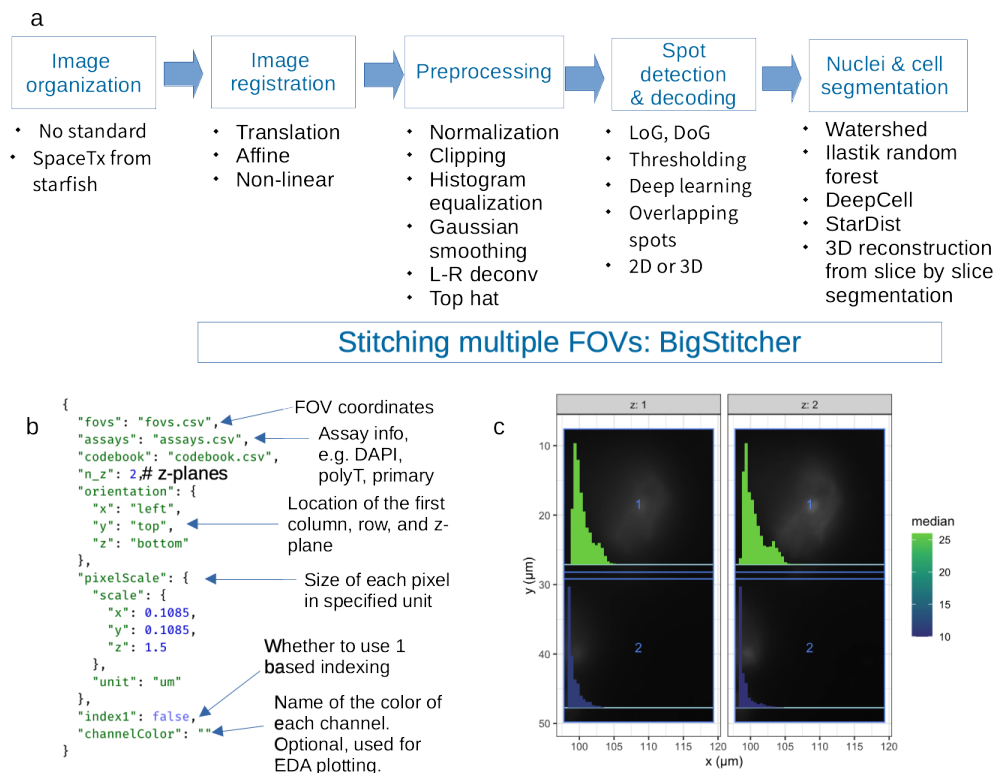 a
Image
organization
Image
registration
Preprocessing
Spot
detection
& decoding
Nuclei & cell
segmentation
No standard
SpaceTx from
starfish
Translation
Affine
Non-linear
Normalization
Clipping
Histogram
equalization
Gaussian
smoothing
L-R deconv
Top hat
LoG, DoG
Thresholding
Deep learning
Overlapping
spots
2D or 3D
Watershed
Ilastik random
forest
DeepCell
StarDist
3D reconstruction
from slice by slice
segmentation
Stitching multiple FOVs: BigStitcher
b
{
"fovs": "fovs.csv",
"assays": "assays.csv",
"codebook": "codebook.csv",
"n_z": 2,# z-planes
"orientation": {
"x": "left",
"y": "top",
"z": "bottom"
},
"pixelScale": {
"scale": {
"x": 0.1085,
"y": 0.1085,
"z": 1.5
},
"unit": "um"
},
"index1": false,
"channelColor": ""
}
FOV coordinates
Assay info,
e.g. DAPI,
polyT, primary
Location of the first
column, row, and z-
plane
Size of each pixel
in specified unit
Whether to use 1
based indexing
Name of the color of
each channel.
Optional, used for
EDA plotting.
c
z: 1
z: 2
10
20
30
40
50
y (µm)
1
2
1
2
100 105 110 115 120
100 105 110 115 120
x (µm)
median
25
20
15
10